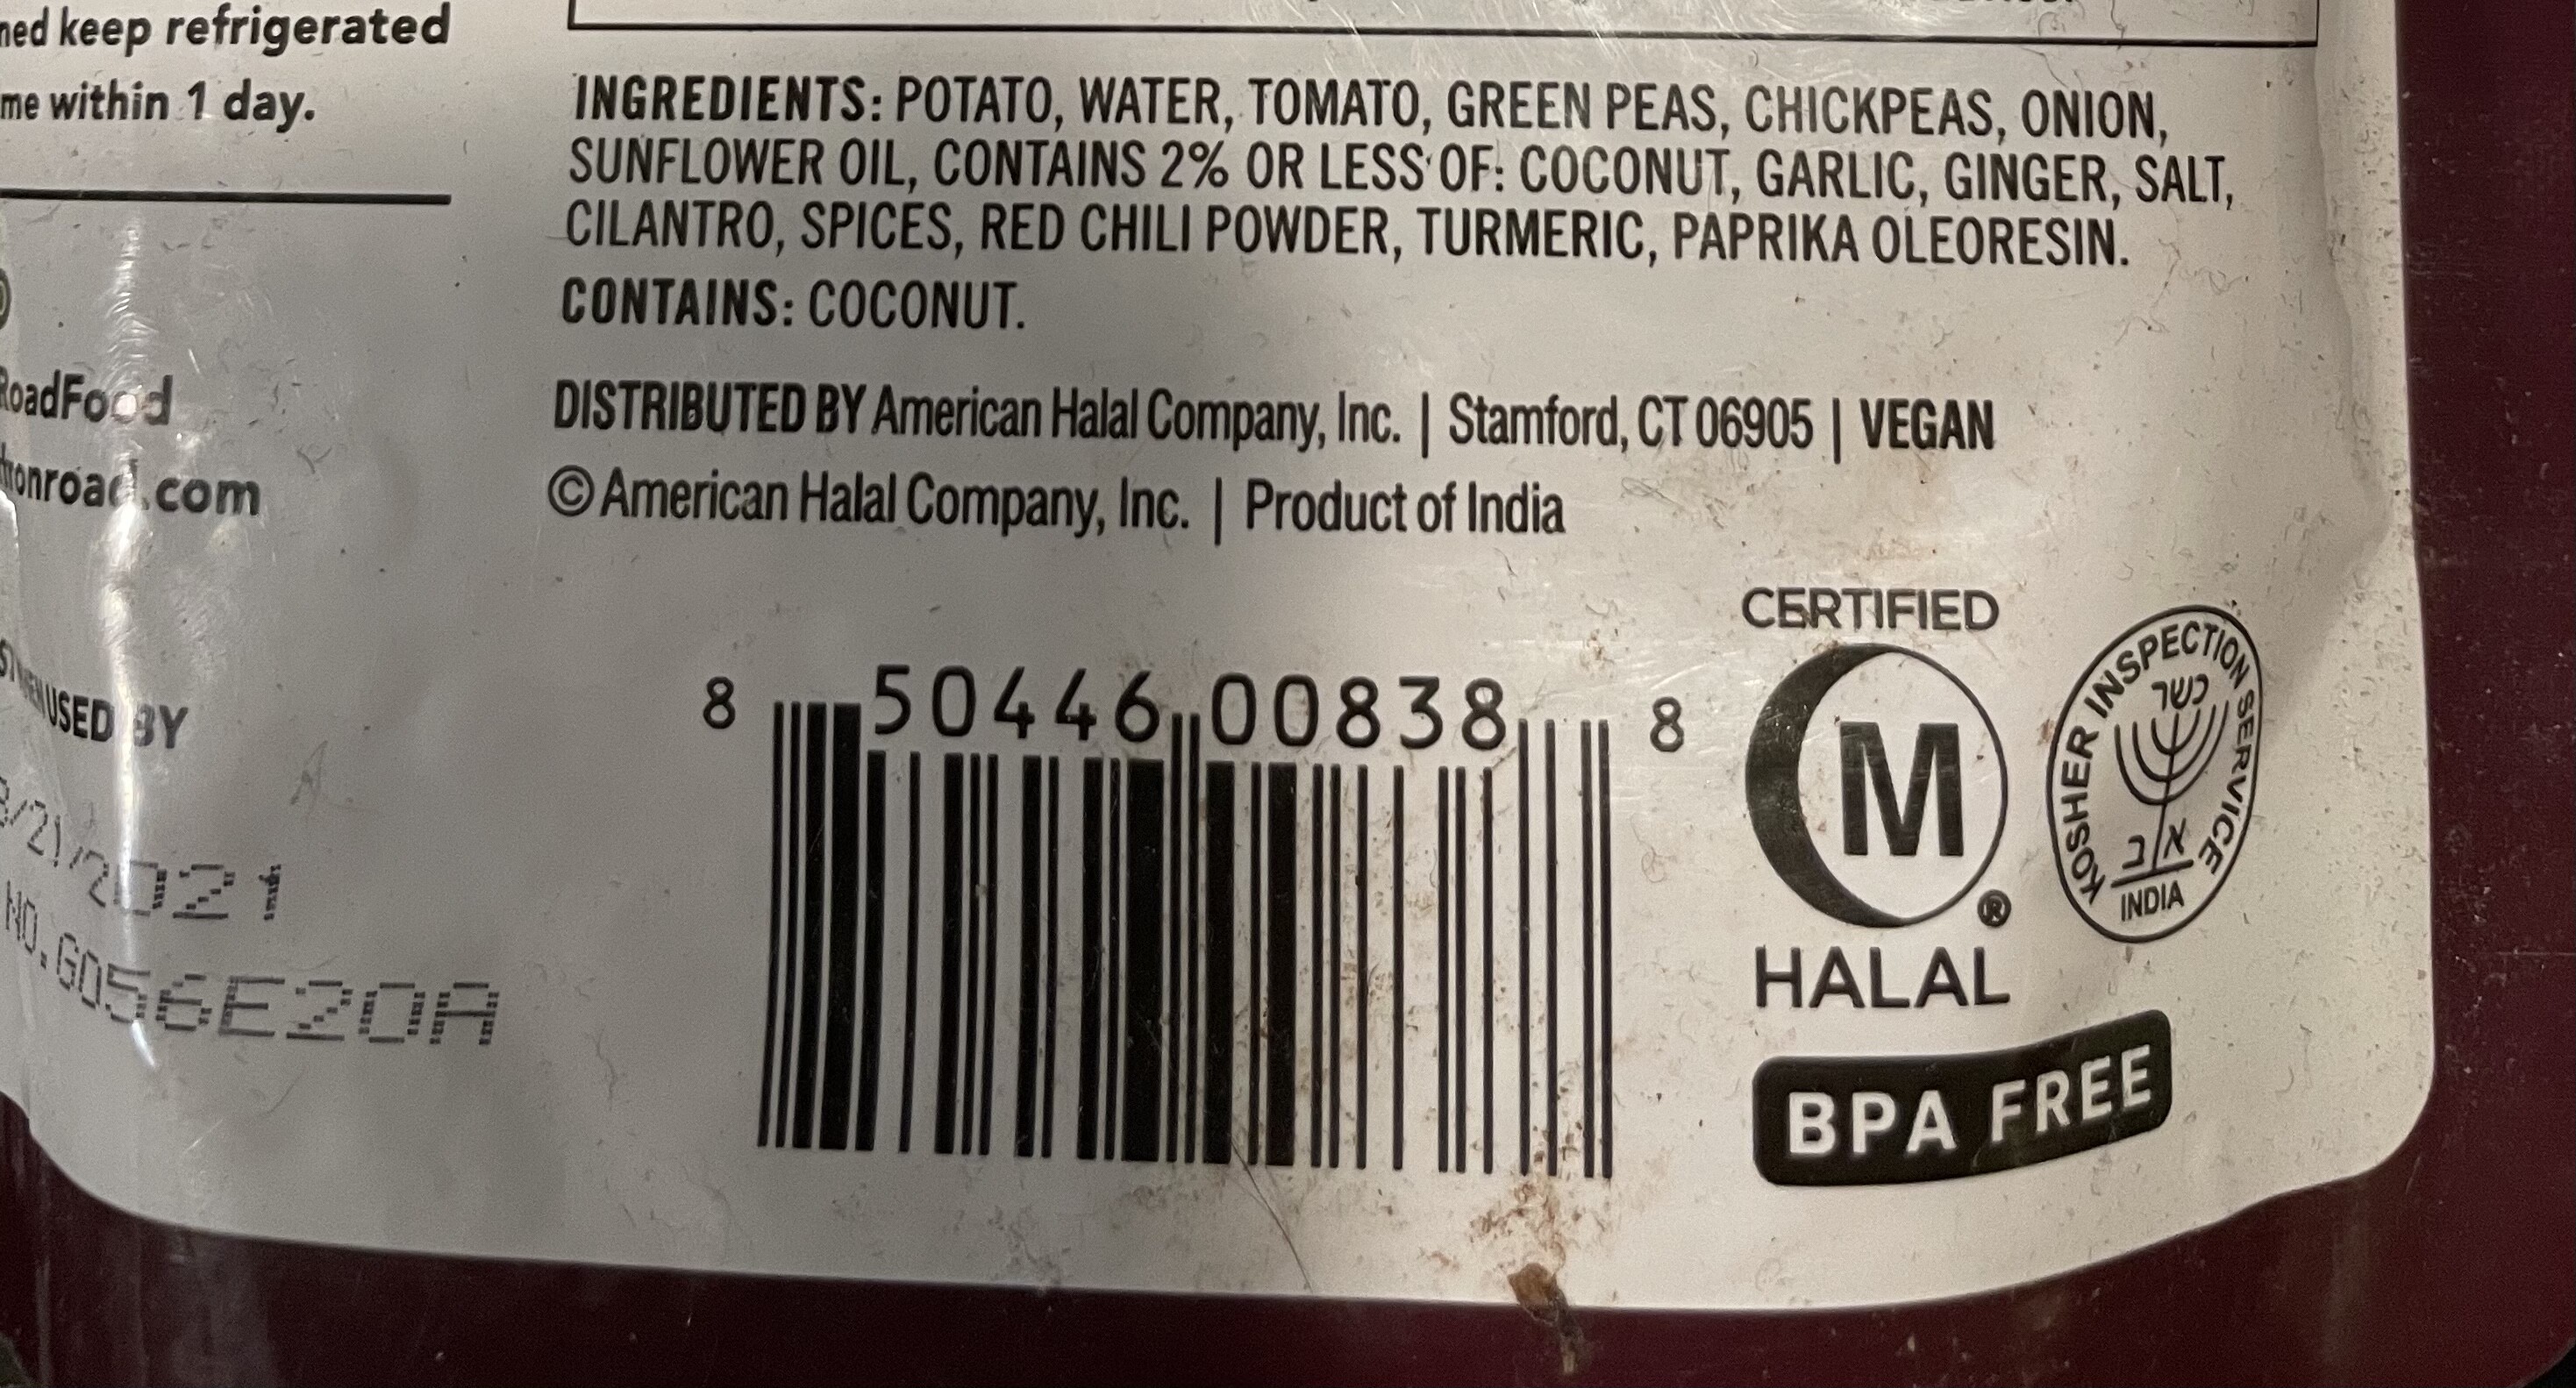 keep refrigerated
within 1 day.
INGREDIENTS: POTATO, WATER, TOMATO, GREEN PEAS, CHICKPEAS, ONION,
SUNFLOWER OIL, CONTAINS 2% OR LESS OF: COCONUT, GARLIC, GINGER, SALT,
CILANTRO, SPICES, RED CHILI POWDER, TURMERIC, PAPRIKA OLEORESIN.
CONTAINS: COCONUT.
RoadFood
DISTRIBUTED BY American Halal Company, Inc. | Stamford, CT 06905 | VEGAN
ronroad.com
© American Halal Company, Inc. | Product of India
USED BY
/21/2021
NO.G056E20A
8 50446 00838 8
CERTIFIED
M®
HALAL
KOSHER INSPECTION SERVICE
כשר
א ב
INDIA
BPA FREE